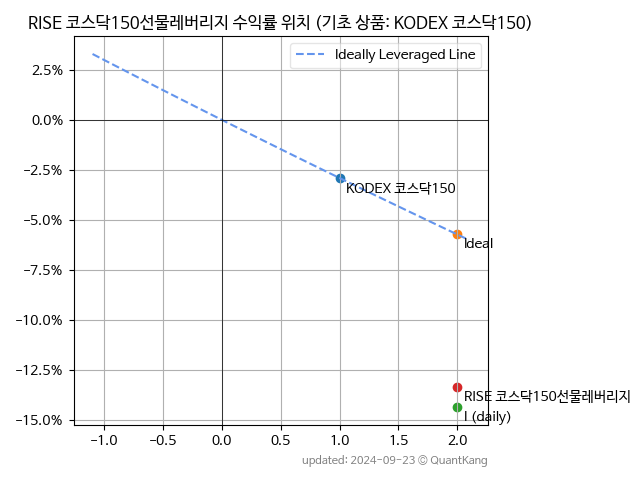 RISE 코스닥150선물레버리지 수익률 위치 (기초 상품: KODEX 코스닥150)
Ideally Leveraged Line
2.5%
0.0%
−2.5%
−5.0%
−7.5%
−10.0%
−12.5%
−15.0%
KODEX 코스닥150
Ideal
RISE 코스닥150선물레버리지
I (daily)
−1.0
−0.5
0.0
0.5
1.0
1.5
2.0
updated: 2024-09-23 © QuantKang